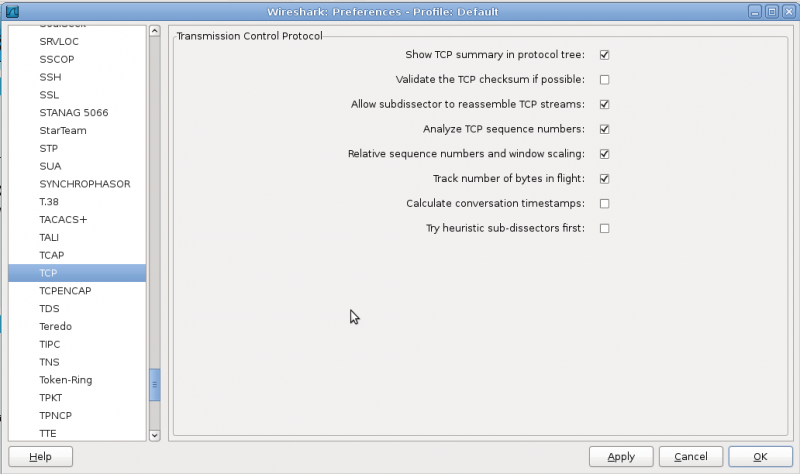 Wireshark: Preferences - Profile: Default
SRVLOC
SSCOP
SSH
SSL
STANAG 5066
StarTeam
STP
SUA
SYNCHROPHASOR
T.38
TACACS+
TALI
TCAP
TCP
TCPENCAP
TDS
Teredo
TIPC
TNS
Token-Ring
TPKT
TPNCP
TTE
Transmission Control Protocol
Show TCP summary in protocol tree:
Validate the TCP checksum if possible:
Allow subdissector to reassemble TCP streams:
Analyze TCP sequence numbers:
Relative sequence numbers and window scaling:
Track number of bytes in flight:
Calculate conversation timestamps:
Try heuristic sub-dissectors first:
Help
Apply
Cancel
OK